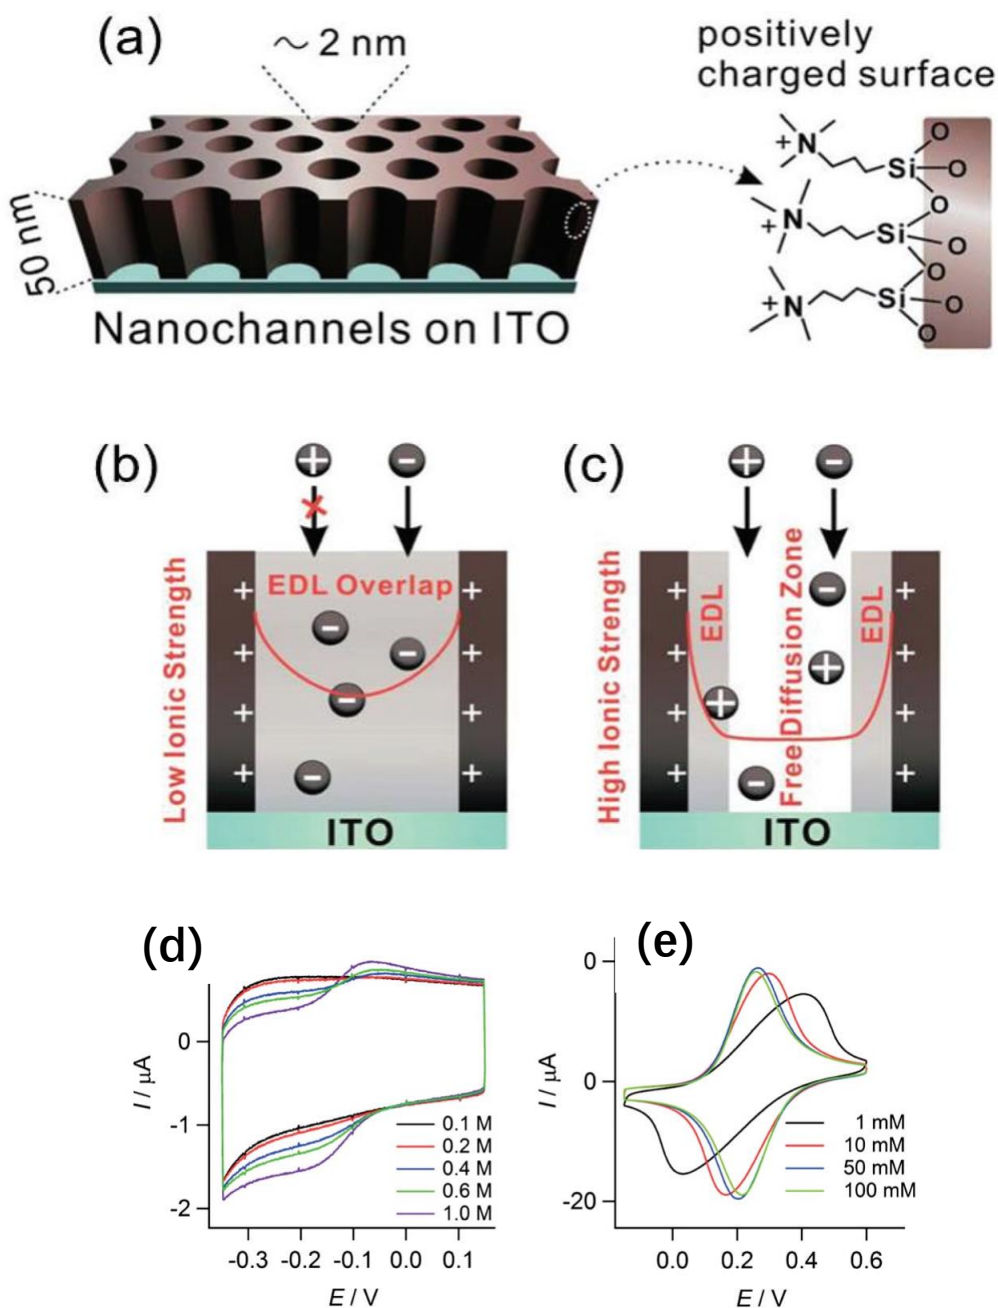 (a)
~ 2 nm
positively
charged surface
50 nm
Nanochannels on ITO
+
N
Si
O
O
O
+
N
Si
O
O
+
N
Si
O
O
(b)
+ -
Low Ionic Strength
EDL Overlap
+ +
-
+ - +
+ - +
+ - +
ITO
(c)
+ -
High Ionic Strength
EDL
Free Diffusion Zone
EDL
+ - +
+ + +
+ + +
+ - +
ITO
(d)
I / μA
0
-1
-2
0.1 M
0.2 M
0.4 M
0.6 M
1.0 M
-0.3 -0.2 -0.1 0.0 0.1
E / V
(e)
I / μA
0
0
-20
1 mM
10 mM
50 mM
100 mM
0.0 0.2 0.4 0.6
E / V